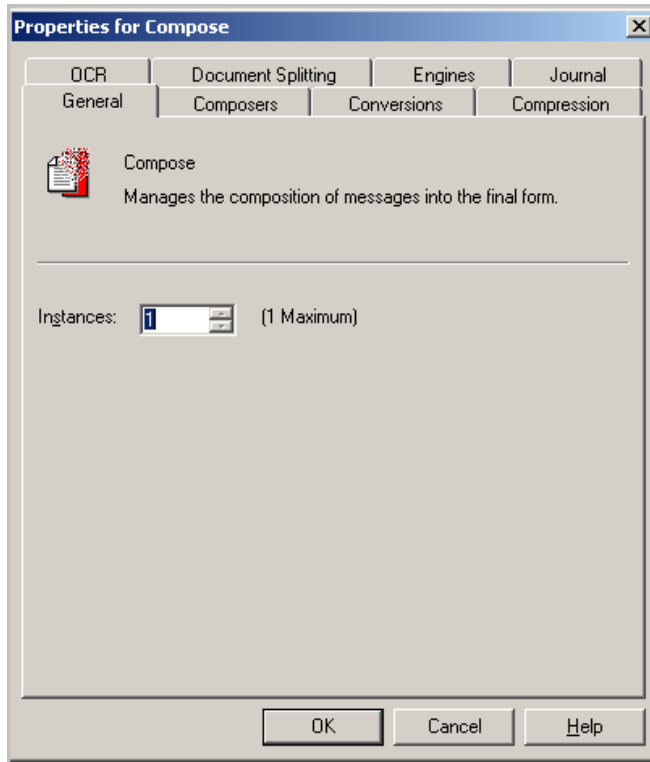 Properties for Compose
OCR Document Splitting Engines Journal
General Composers Conversions Compression
Compose
Manages the composition of messages into the final form.
Instances: 1 (1 Maximum)
OK Cancel Help